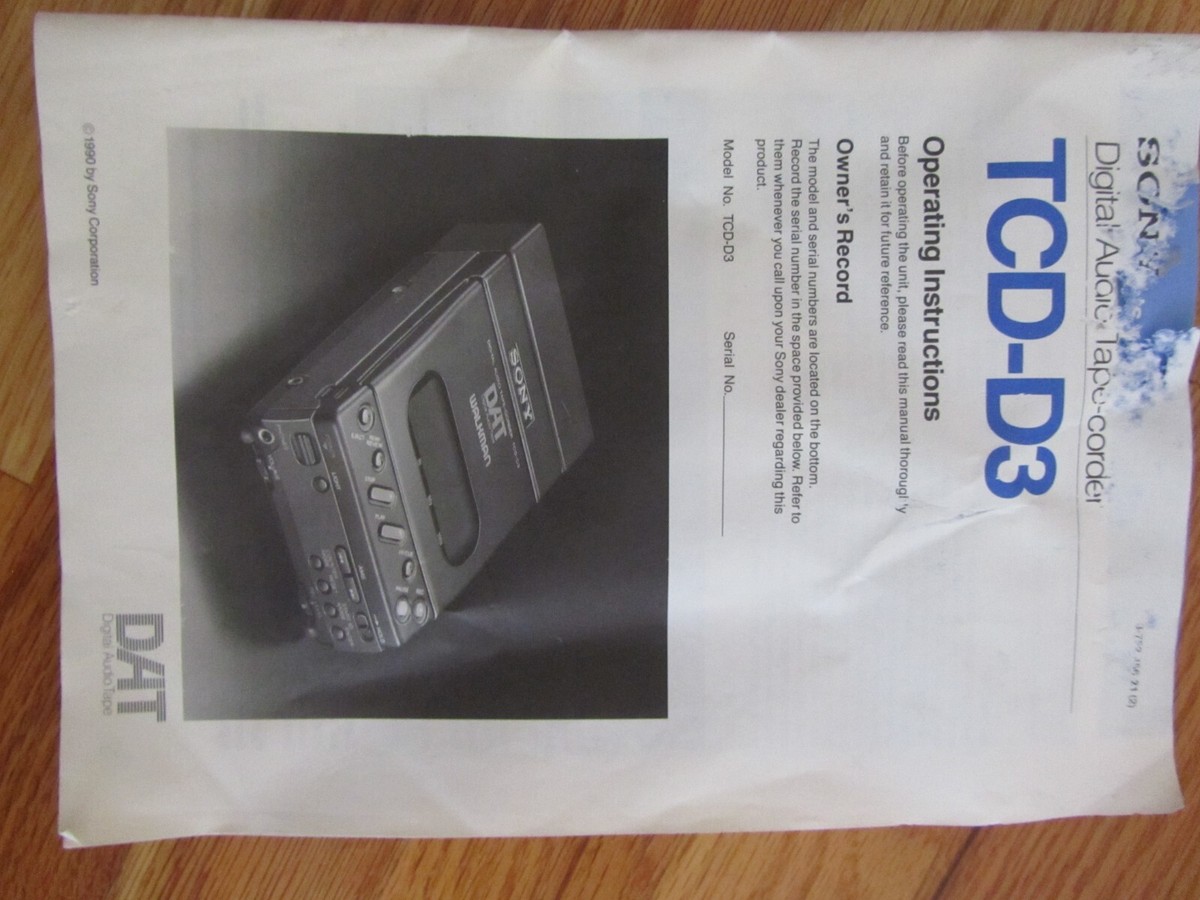 SONY
Digital Audio Tape-corder
TCD-D3
Operating Instructions
Before operating the unit, please read this manual thoroughly
and retain it for future reference.
Owner's Record
The model and serial numbers are located on the bottom.
Record the serial number in the space provided below. Refer to
them whenever you call upon your Sony dealer regarding this
product.
Model No. TCD-D3 Serial No.
SONY
DAT
WALKMAN
DAT
Digital Audio Tape
©1990 by Sony Corporation